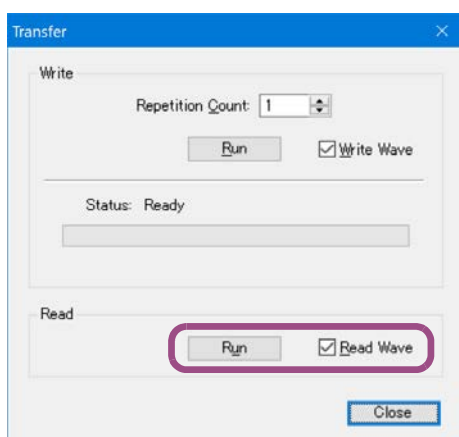 Transfer
Write
Repetition Count: 1
Run Write Wave
Status: Ready
Read
Run Read Wave
Close